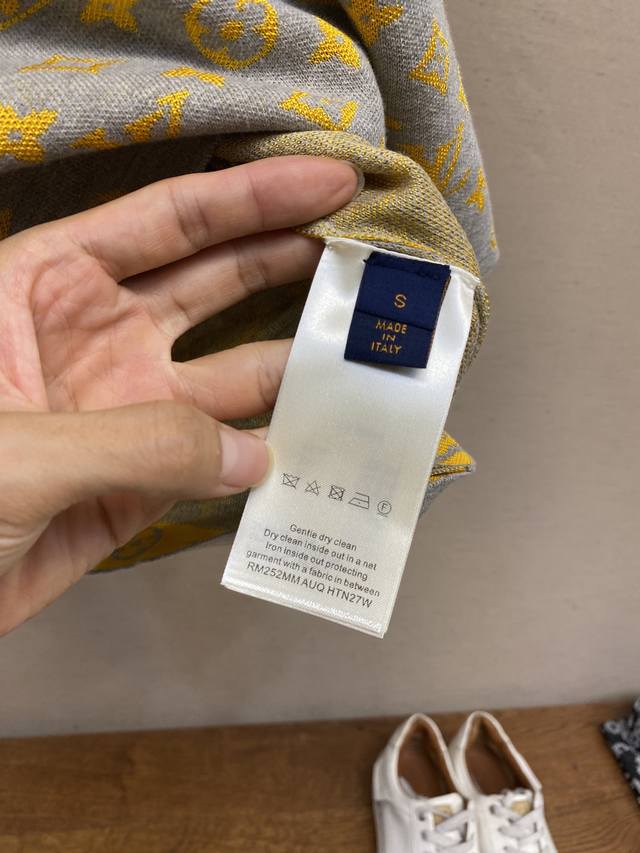 S
MADE
IN
ITALY
F
Gentle dry clean
Dry clean inside out in a net
Iron inside out protecting
garment with a fabric in between
RM252MM AUQ HTN27W